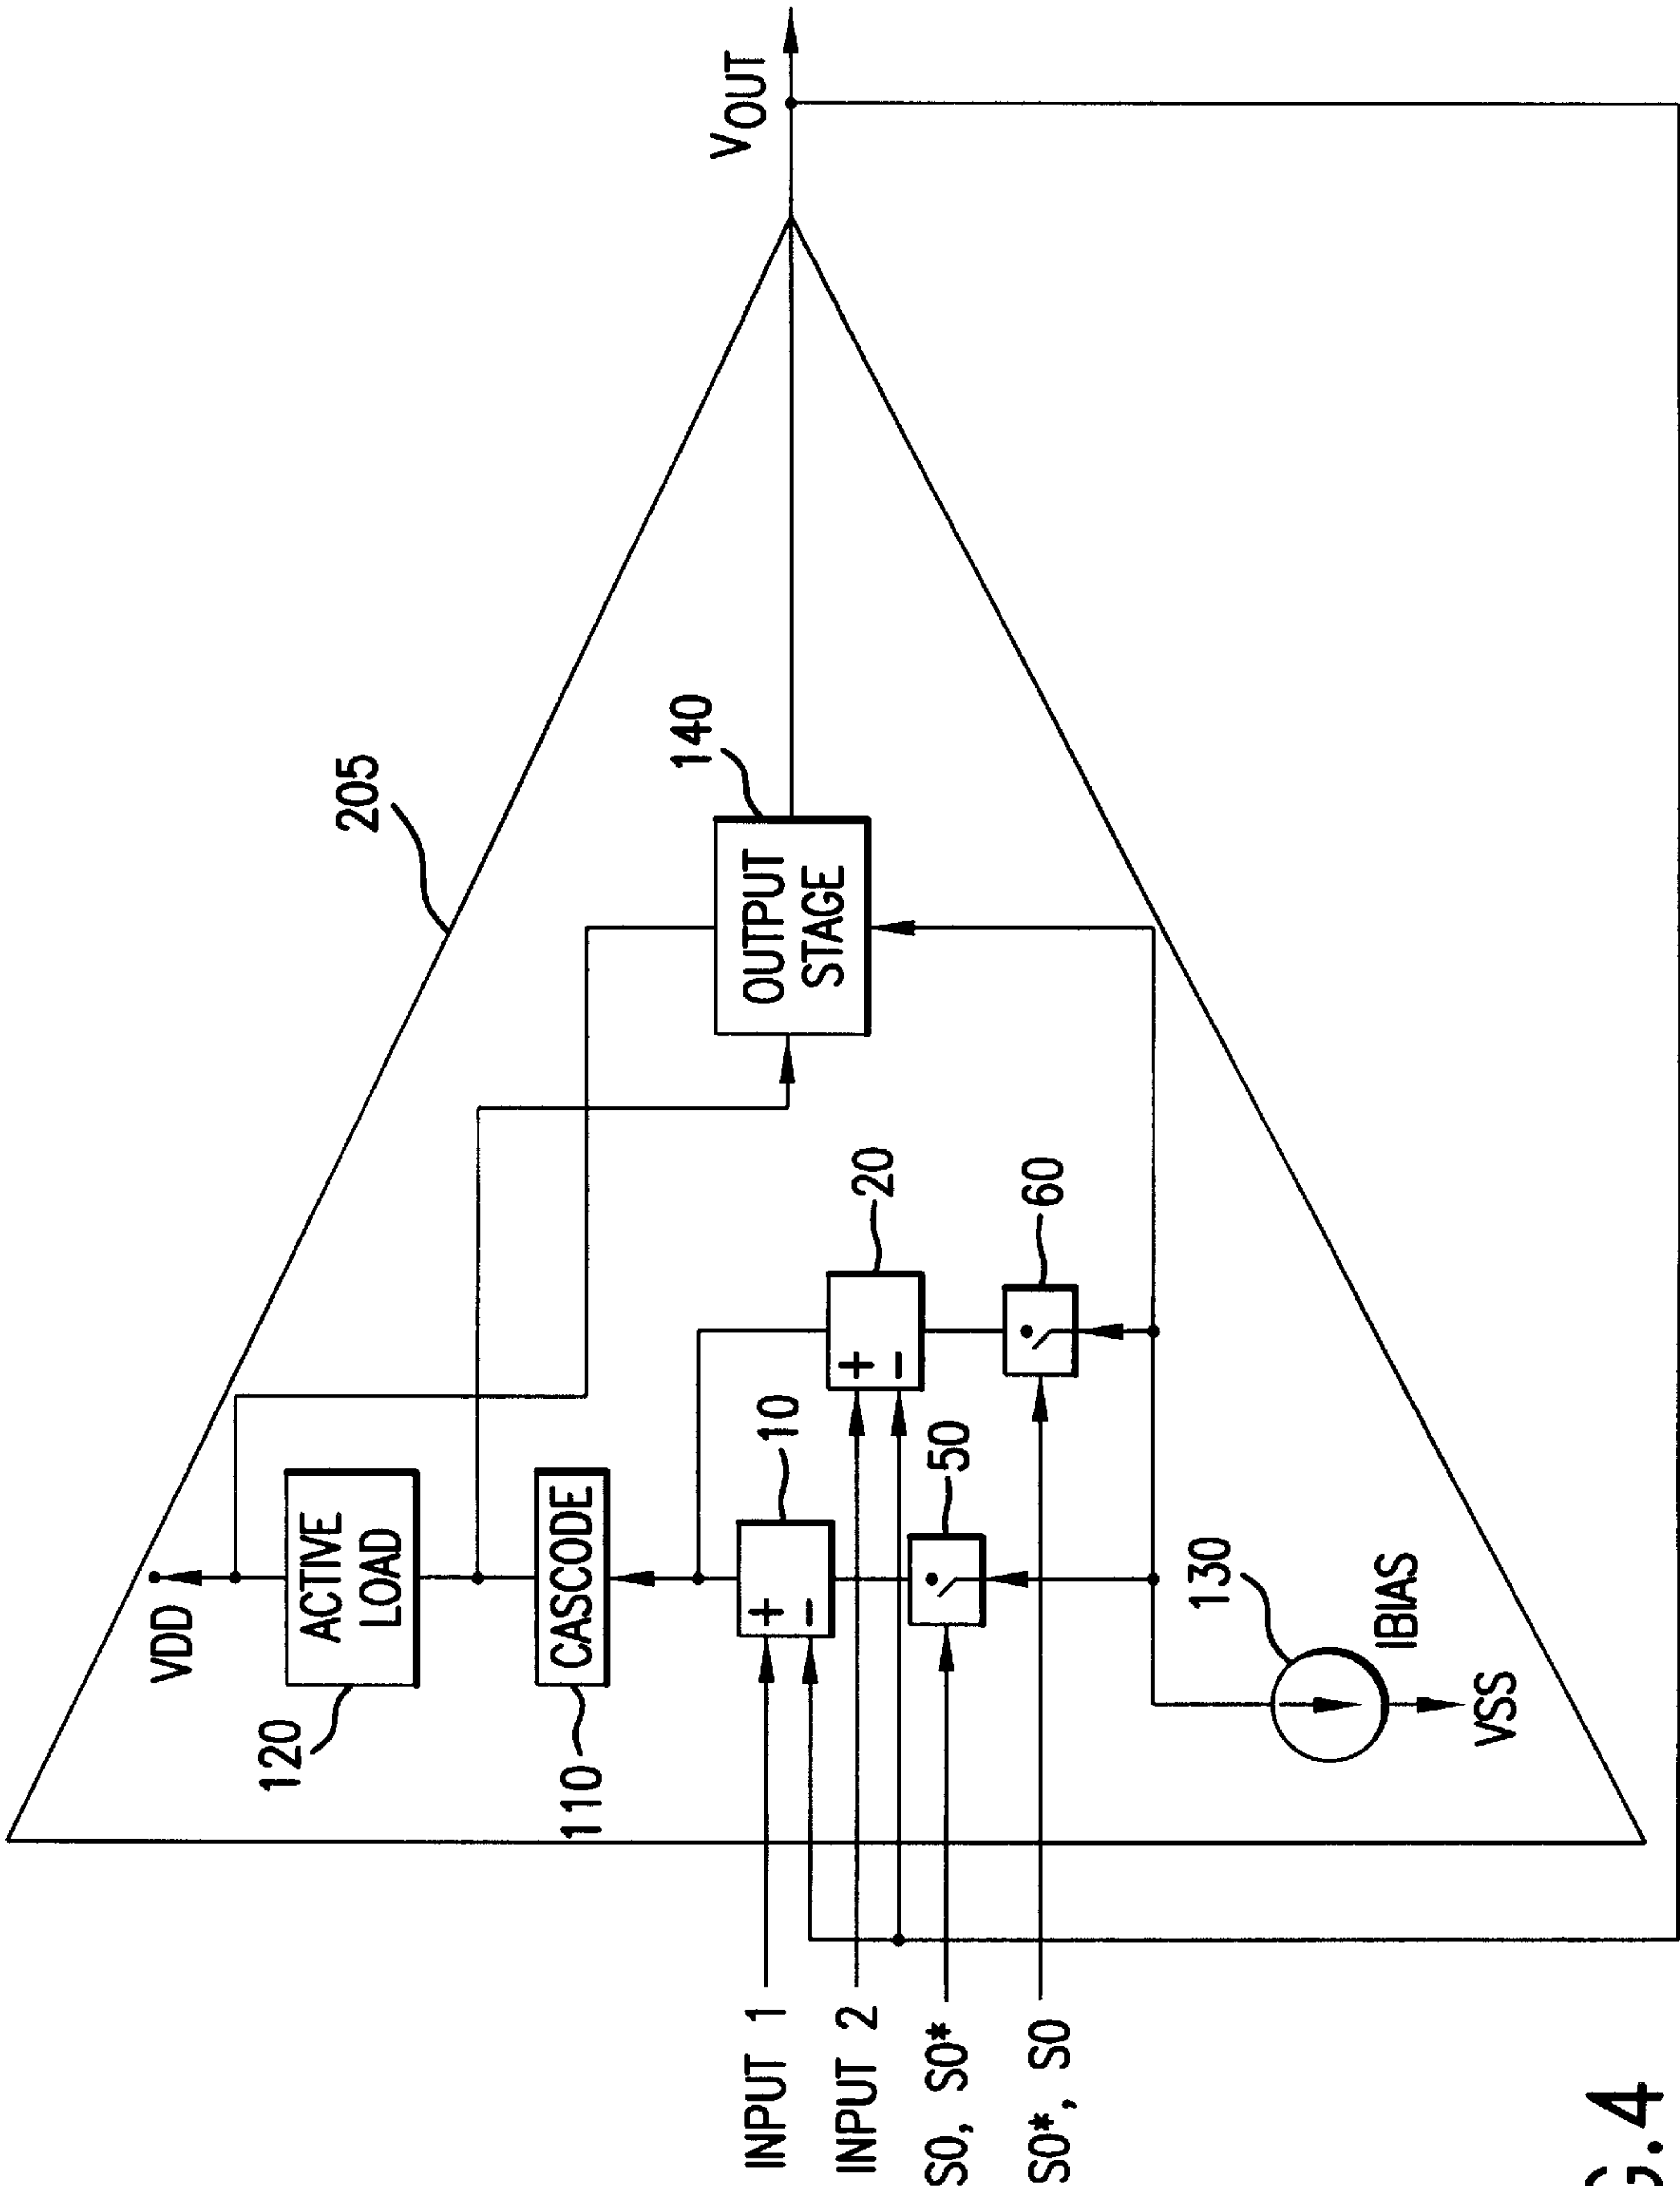 205
VDD
120
ACTIVE
LOAD
110
CASCODE
140
OUTPUT
STAGE
VOUT
10
+
-
20
+
-
50
60
INPUT 1
INPUT 2
S0, S0*
S0*, S0
130
IBIAS
VSS
G.4